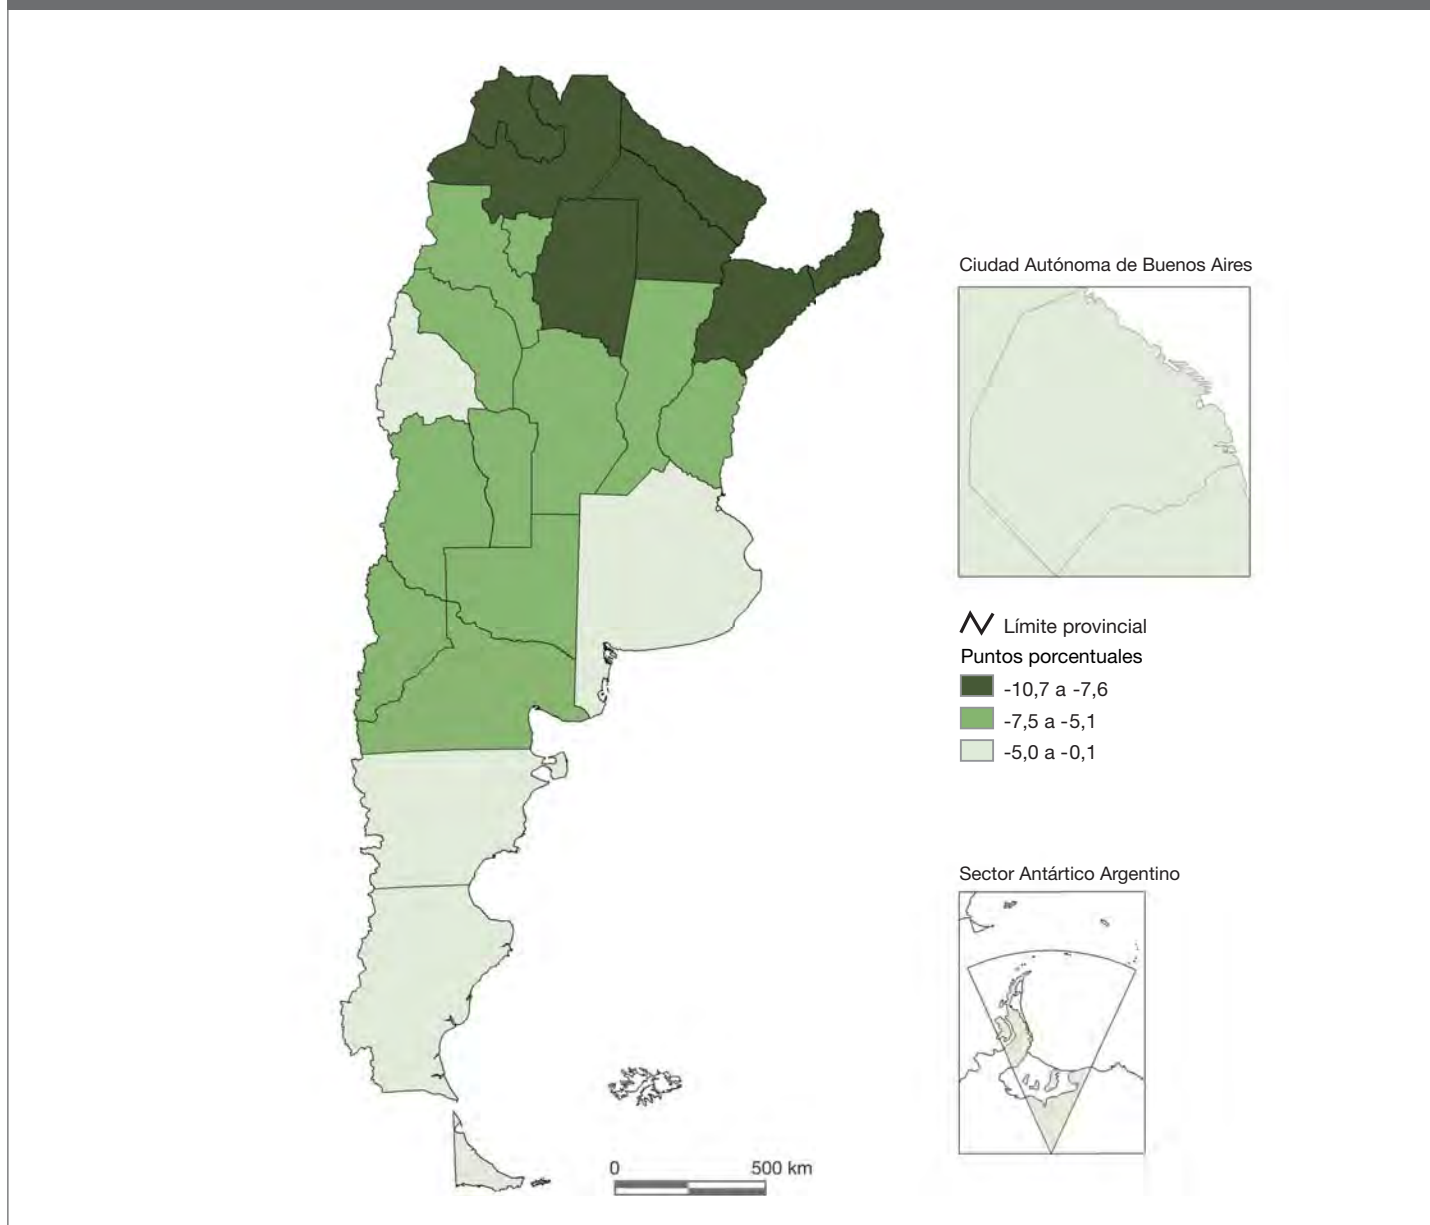 Ciudad Autónoma de Buenos Aires
Límite provincial
Puntos porcentuales
-10,7 a -7,6
-7,5 a -5,1
-5,0 a -0,1
Sector Antártico Argentino
0 500 km